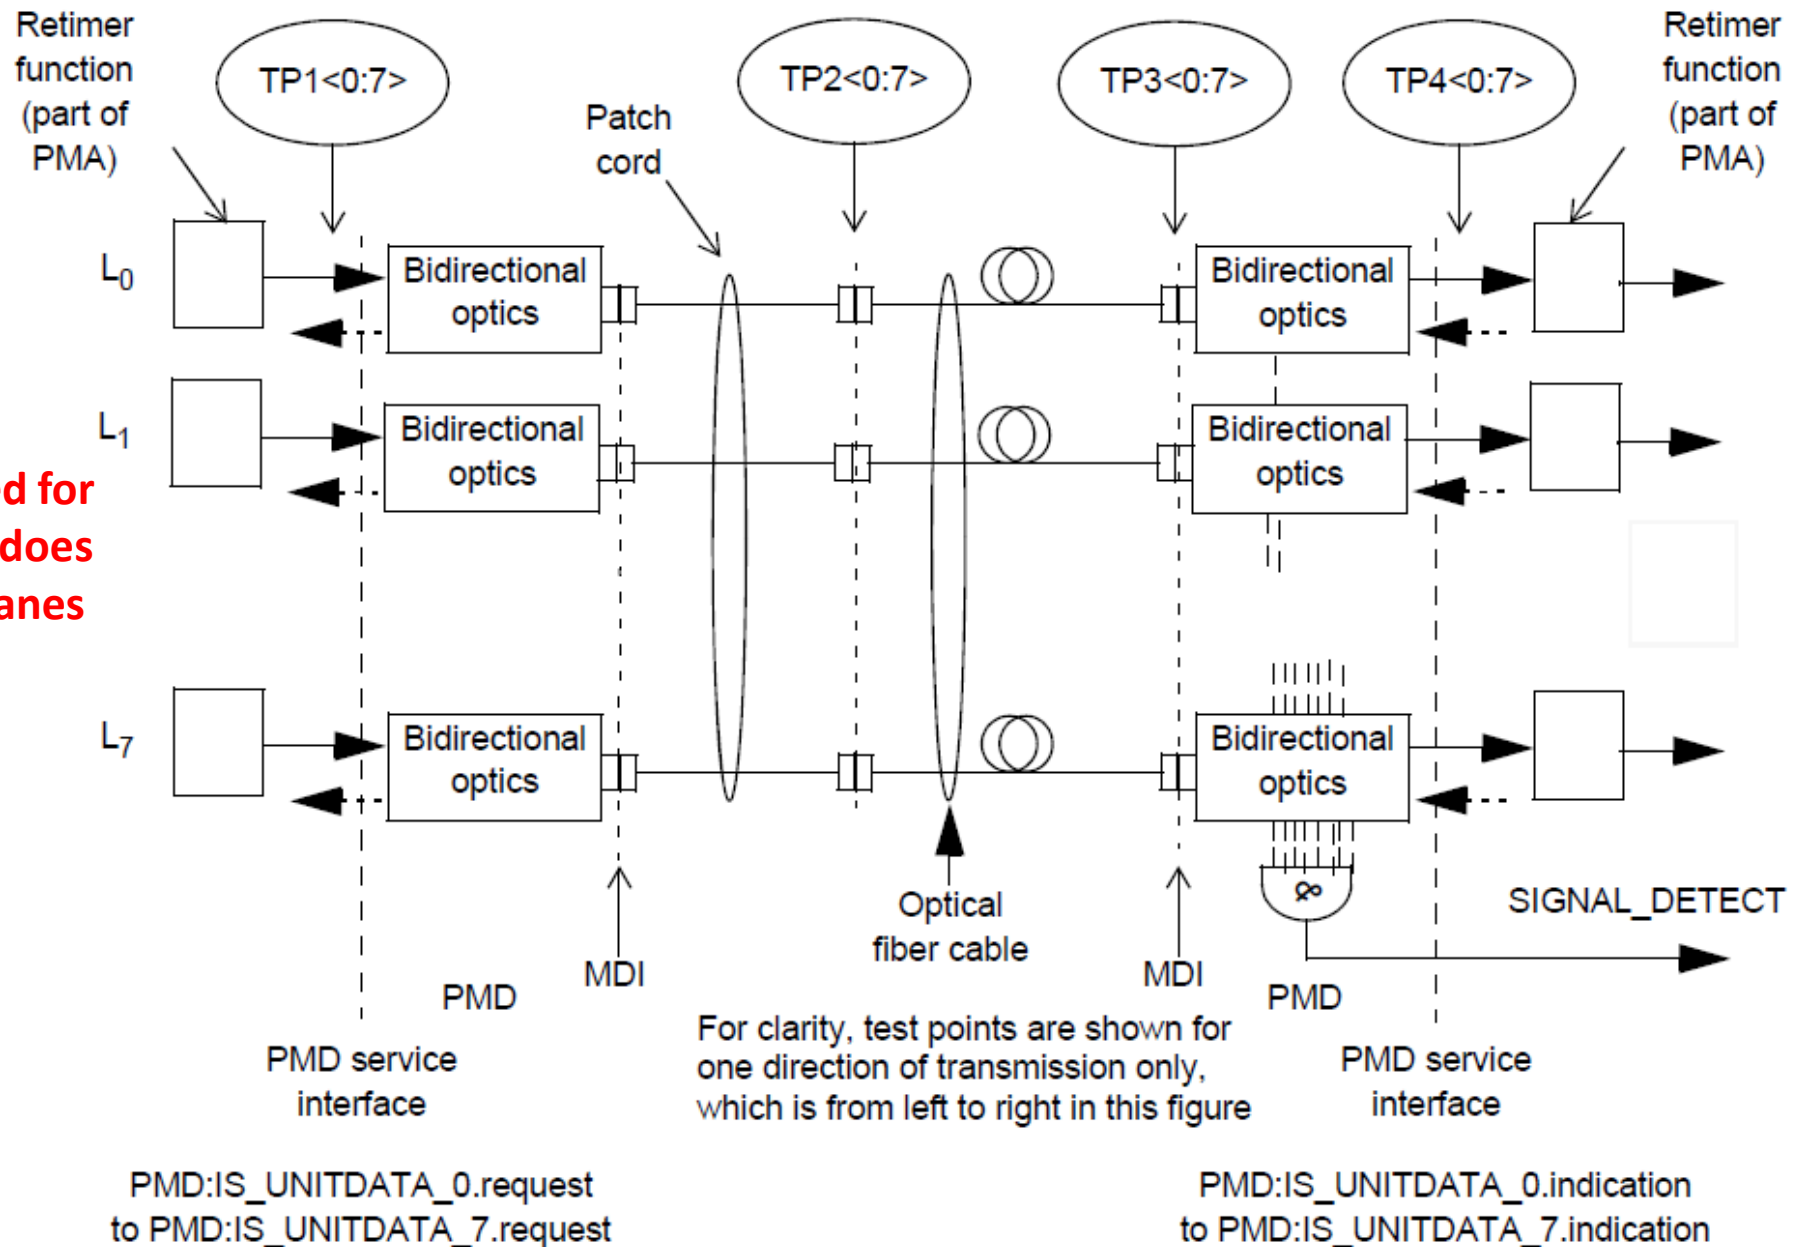 Retimer
function
(part of
PMA)
TP1<0:7>
Patch
cord
TP2<0:7>
TP3<0:7>
TP4<0:7>
Retimer
function
(part of
PMA)
L0
Bidirectional
optics
Bidirectional
optics
L1
Bidirectional
optics
Bidirectional
optics
for
does
L7
Bidirectional
optics
Bidirectional
optics
&
SIGNAL_DETECT
Optical
fiber cable
MDI
MDI
PMD
PMD
For clarity, test points are shown for
one direction of transmission only,
which is from left to right in this figure
PMD service
interface
PMD service
interface
PMD:IS_UNITDATA_0.request
to PMD:IS_UNITDATA_7.request
PMD:IS_UNITDATA_0.indication
to PMD:IS_UNITDATA_7.indication